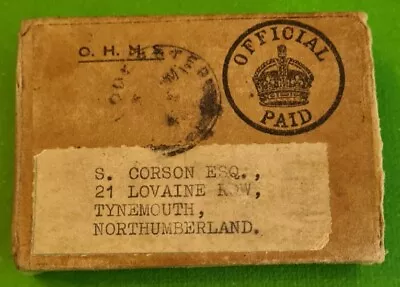 O. H. M. S.
OFFICIAL
PAID
S. CORSON ESQ.,
21 LOVAINE ROW,
TYNEMOUTH,
NORTHUMBERLAND.